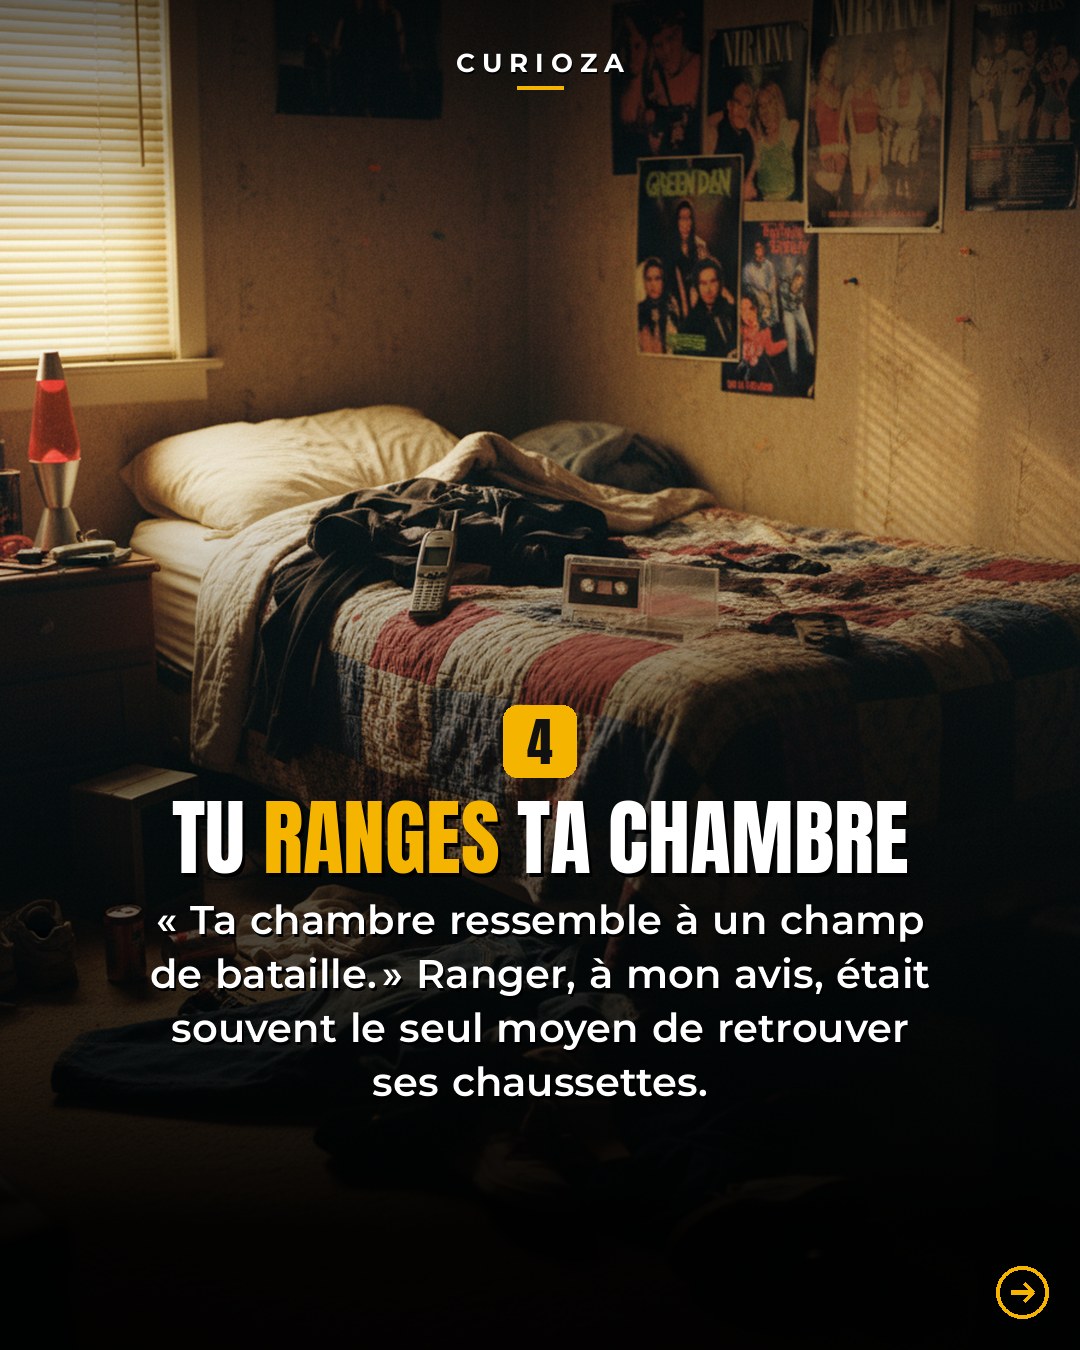 CURIOZA
NIRVANA
GREEN DAN
4
TU RANGES TA CHAMBRE
« Ta chambre ressemble à un champ
de bataille. » Ranger, à mon avis, était
souvent le seul moyen de retrouver
ses chaussettes.